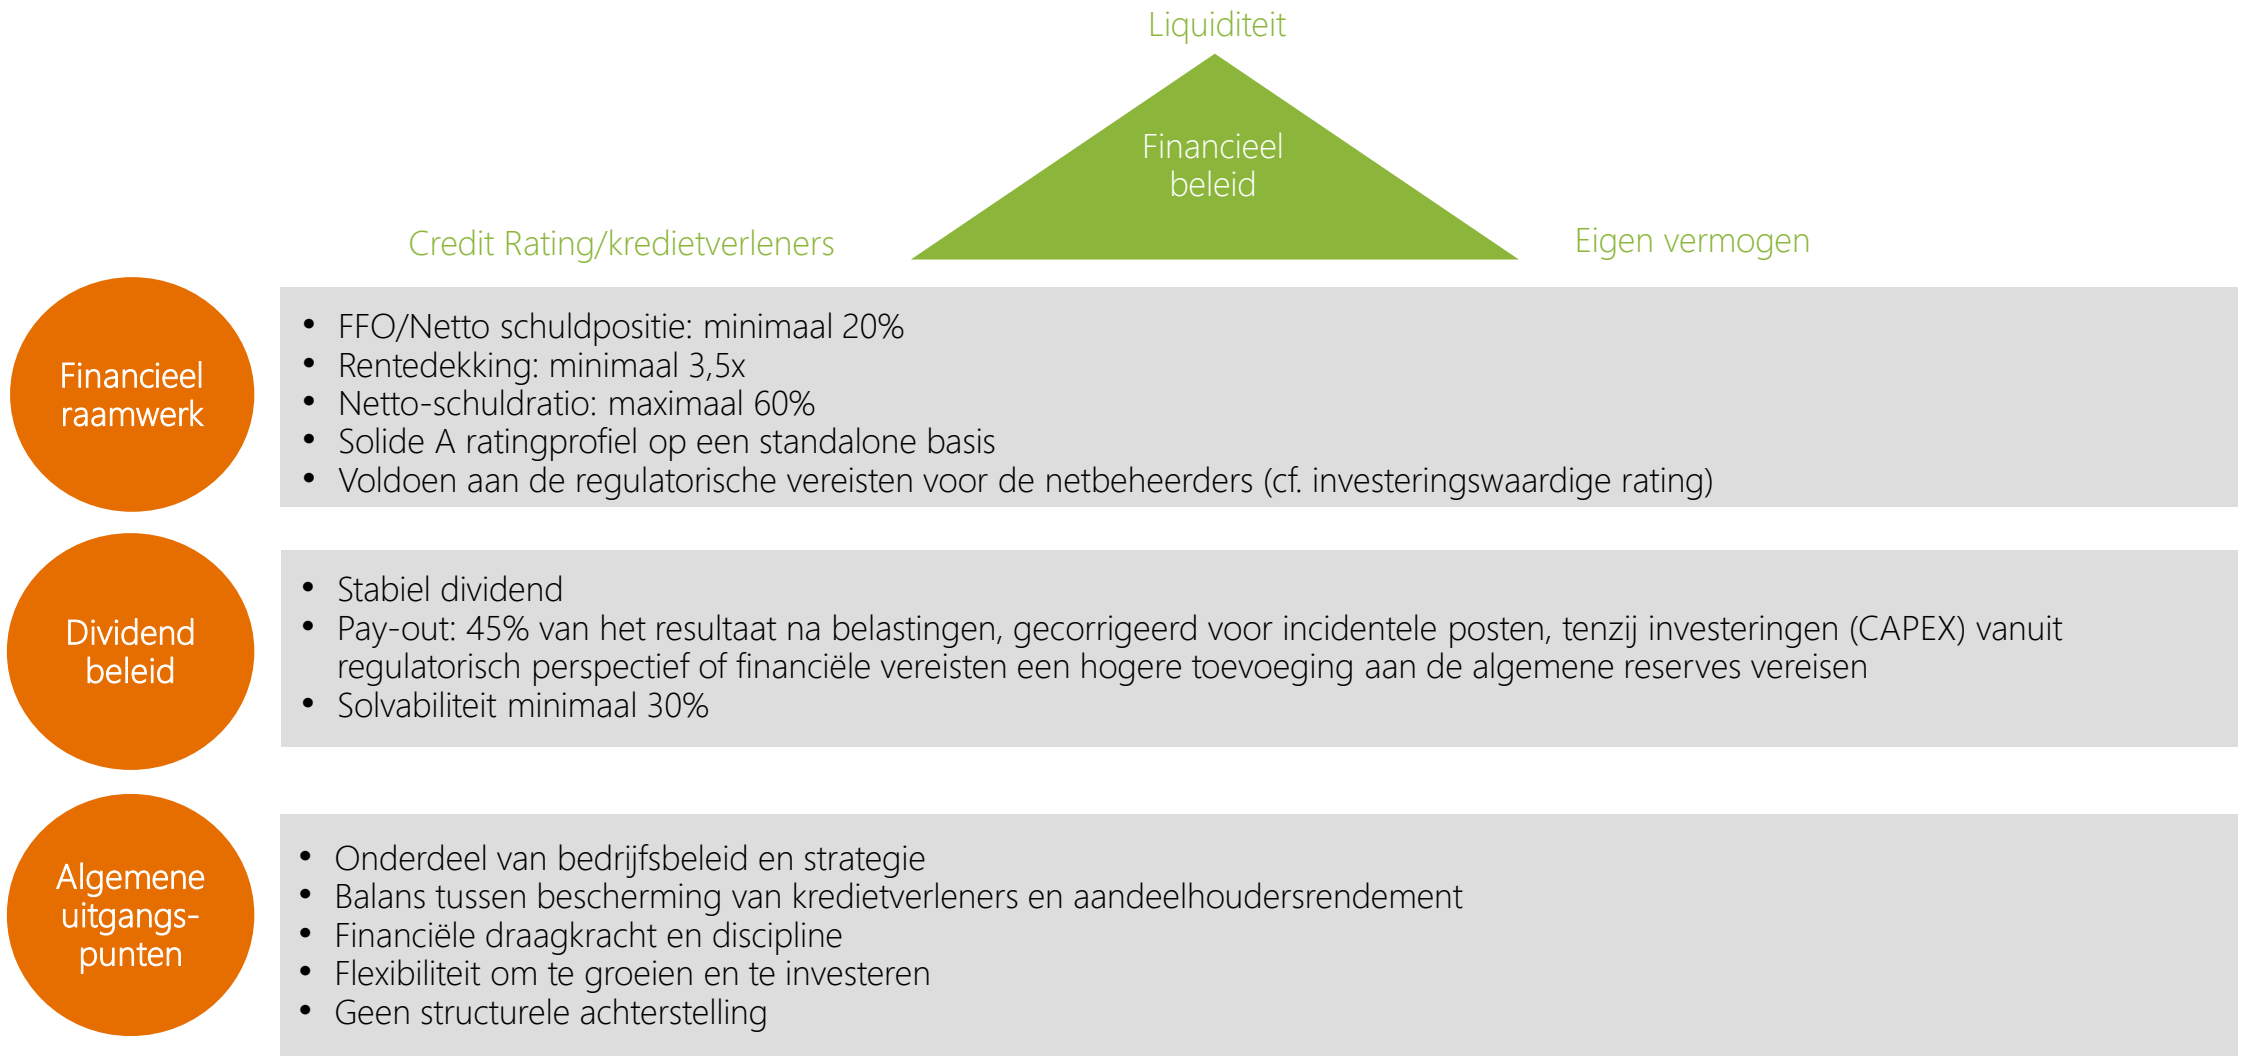 Liquiditeit
Financieel
beleid
Credit Rating/kredietverleners
Eigen vermogen
Financieel
raamwerk
• FFO/Netto schuldpositie: minimaal 20%
• Rentedekking: minimaal 3,5x
• Netto-schuldratio: maximaal 60%
• Solide A ratingprofiel op een standalone basis
• Voldoen aan de regulatorische vereisten voor de netbeheerders (cf. investeringswaardige rating)
Dividend
beleid
• Stabiel dividend
• Pay-out: 45% van het resultaat na belastingen, gecorrigeerd voor incidentele posten, tenzij investeringen (CAPEX) vanuit
regulatorisch perspectief of financiële vereisten een hogere toevoeging aan de algemene reserves vereisen
• Solvabiliteit minimaal 30%
Algemene
uitgangs-
punten
• Onderdeel van bedrijfsbeleid en strategie
• Balans tussen bescherming van kredietverleners en aandeelhoudersrendement
• Financiële draagkracht en discipline
• Flexibiliteit om te groeien en te investeren
• Geen structurele achterstelling